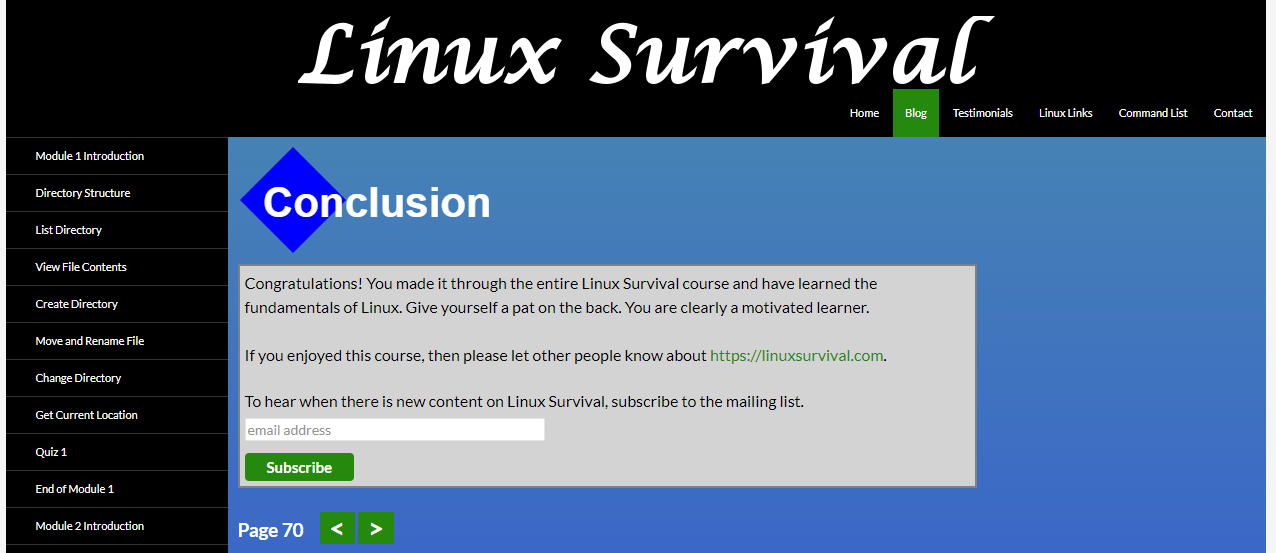 Linux Survival
Home Blog Testimonials Linux Links Command List Contact
Module 1 Introduction
Directory Structure
List Directory
View File Contents
Create Directory
Move and Rename File
Change Directory
Get Current Location
Quiz 1
End of Module 1
Module 2 Introduction
Conclusion
Congratulations! You made it through the entire Linux Survival course and have learned the
fundamentals of Linux. Give yourself a pat on the back. You are clearly a motivated learner.
If you enjoyed this course, then please let other people know about https://linuxsurvival.com.
To hear when there is new content on Linux Survival, subscribe to the mailing list.
email address
Subscribe
Page 70 < >